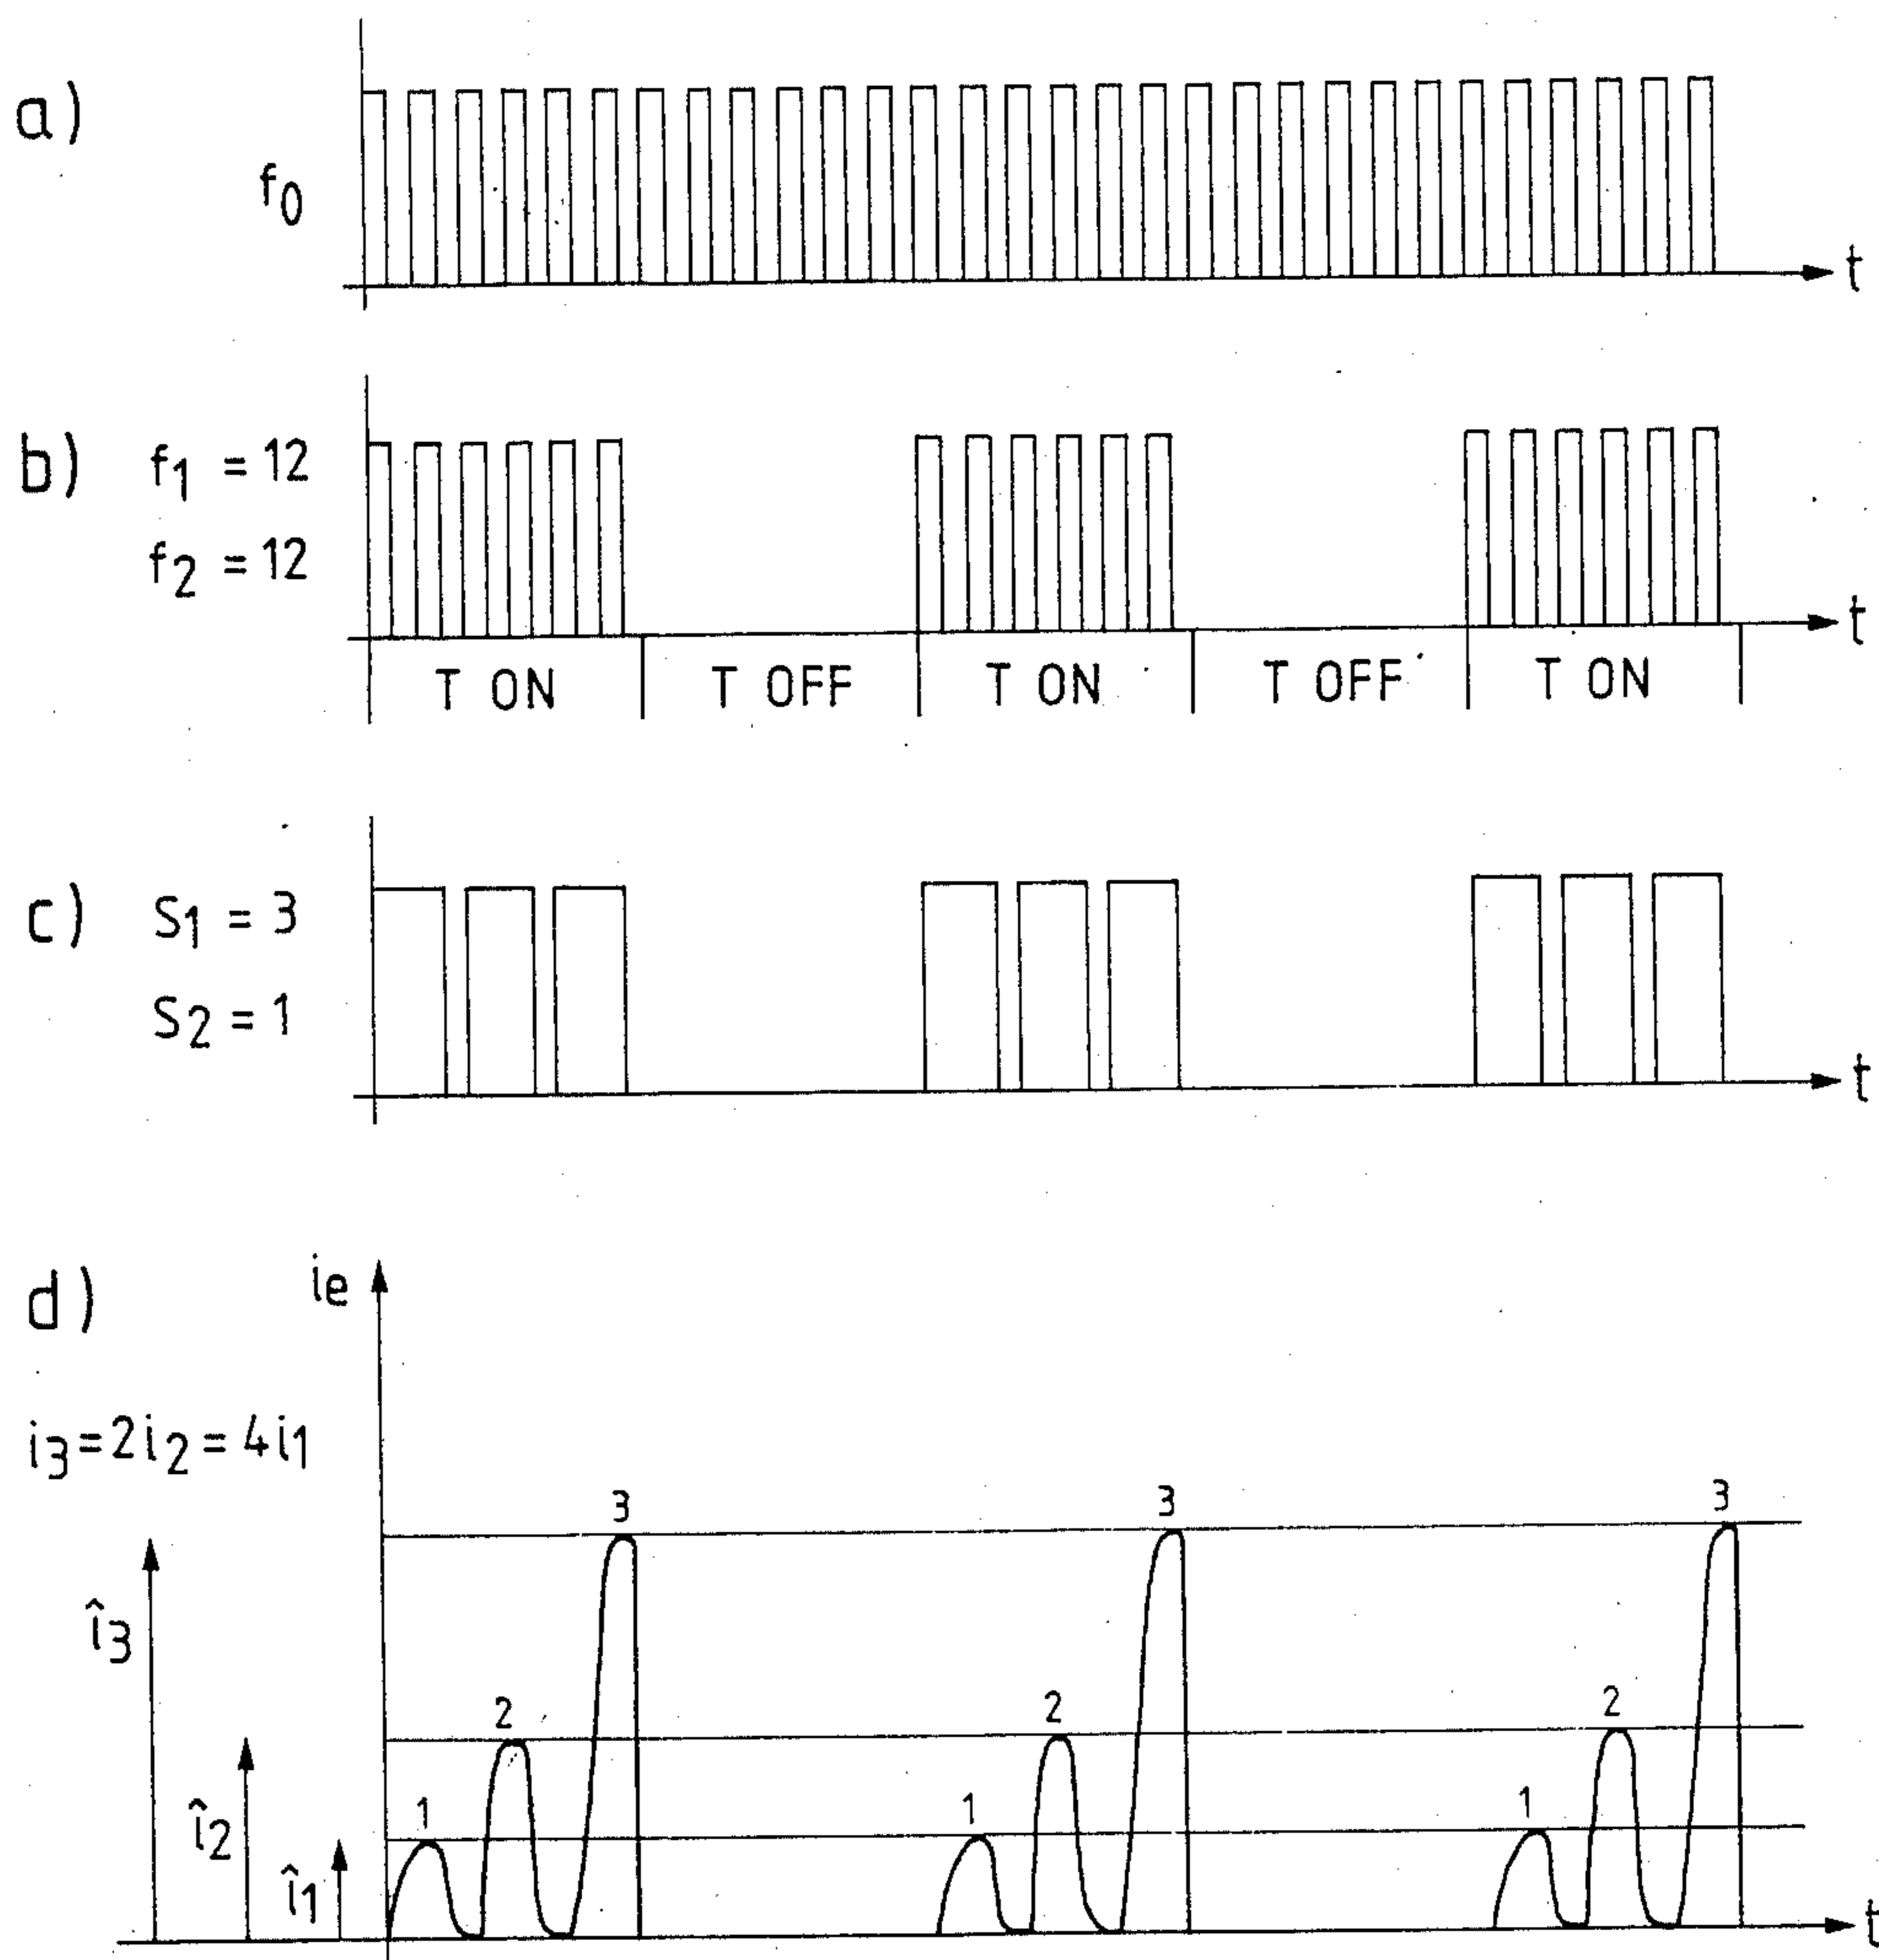 a)
f0
t
b) f1 = 12
f2 = 12
t
T ON T OFF T ON T OFF T ON
c) S1 = 3
S2 = 1
t
d)
ie
i3=2i2=4i1
3 3 3
î3
2 2 2
î2
1 1 1
î1
t